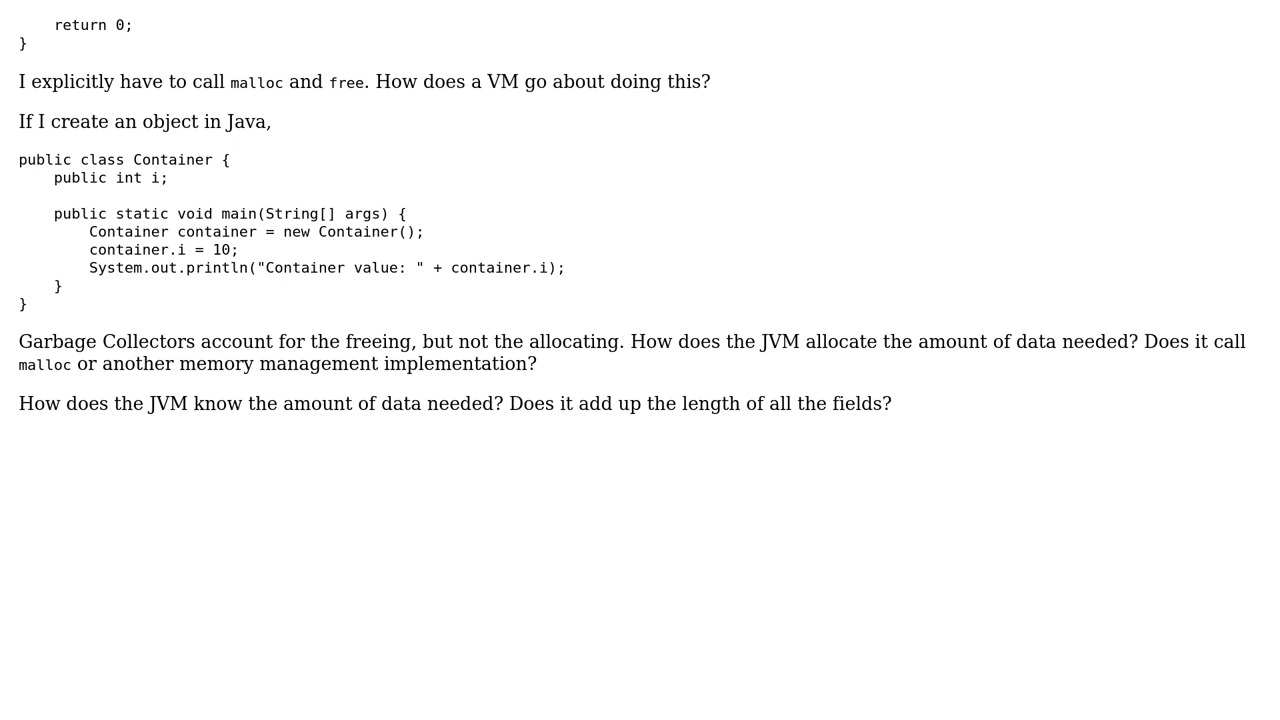 return 0;
}
I explicitly have to call malloc and free. How does a VM go about doing this?
If I create an object in Java,
public class Container {
    public int i;
    public static void main(String[] args) {
        Container container = new Container();
        container.i = 10;
        System.out.println("Container value: " + container.i);
    }
}
Garbage Collectors account for the freeing, but not the allocating. How does the JVM allocate the amount of data needed? Does it call
malloc or another memory management implementation?
How does the JVM know the amount of data needed? Does it add up the length of all the fields?